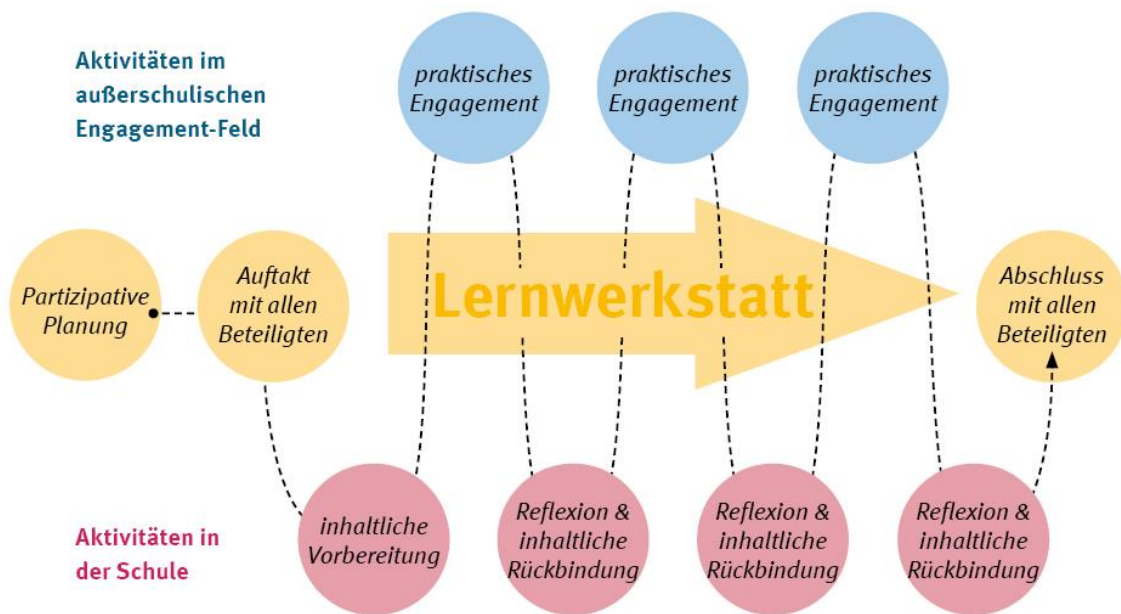 Aktivitäten im
außerschulischen
Engagement-Feld
praktisches
Engagement
praktisches
Engagement
praktisches
Engagement
Partizipative
Planung
Auftakt
mit allen
Beteiligten
Lernwerkstatt
Abschluss
mit allen
Beteiligten
Aktivitäten in
der Schule
inhaltliche
Vorbereitung
Reflexion &
inhaltliche
Rückbindung
Reflexion &
inhaltliche
Rückbindung
Reflexion &
inhaltliche
Rückbindung